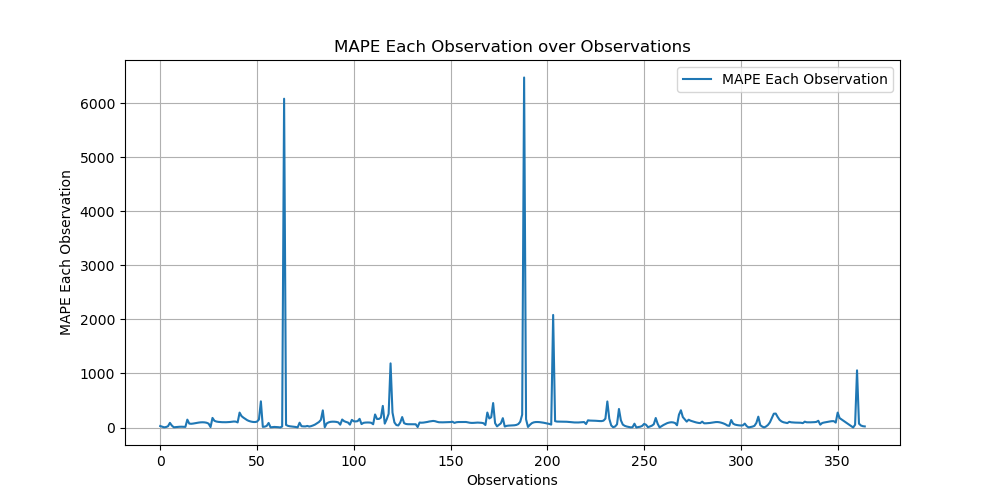 MAPE Each Observation over Observations
MAPE Each Observation
6000
5000
4000
3000
2000
1000
0
MAPE Each Observation
0 50 100 150 200 250 300 350
Observations